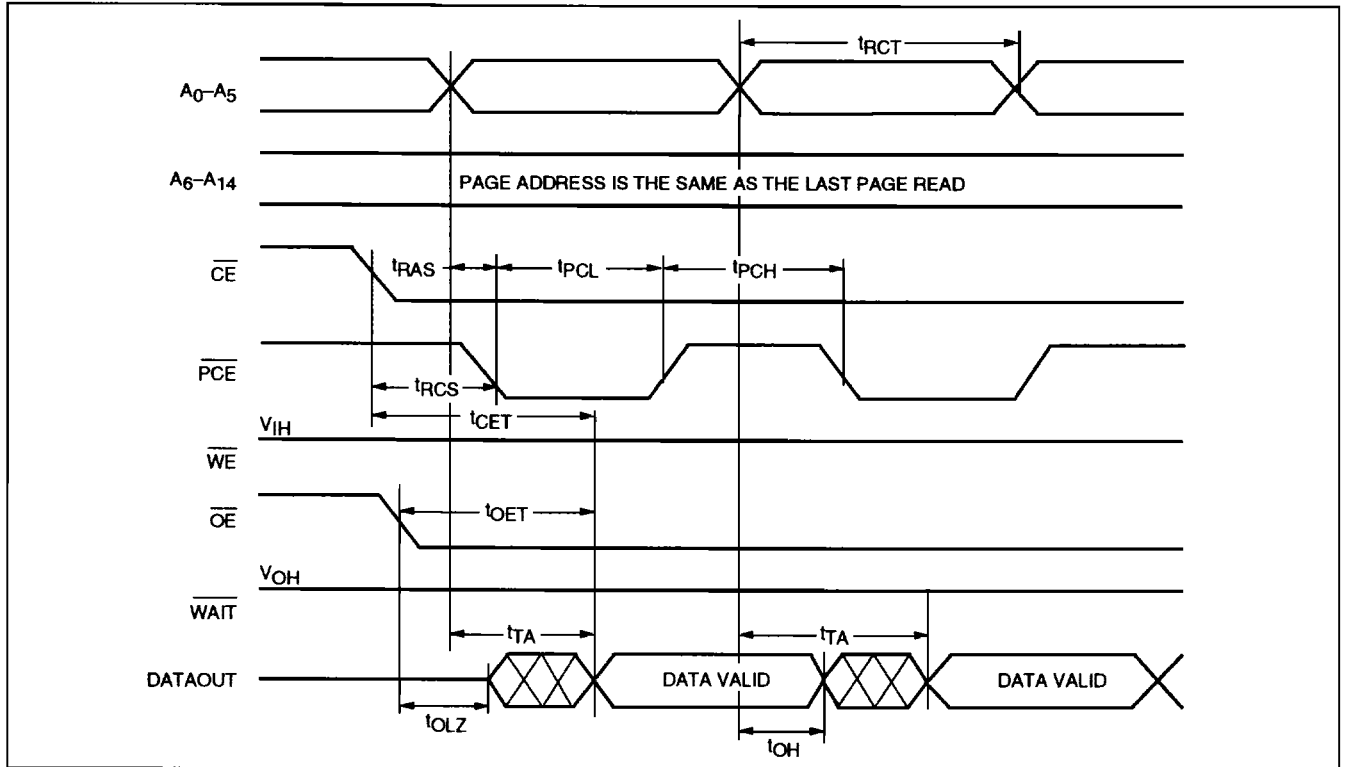 tRCT
A0–A5
A6–A14
PAGE ADDRESS IS THE SAME AS THE LAST PAGE READ
CE
tRAS
tPCL
tPCH
PCE
tRCS
tCET
VIH
WE
OE
tOET
VOH
WAIT
tTA
tTA
DATAOUT
DATA VALID
DATA VALID
tOLZ
tOH